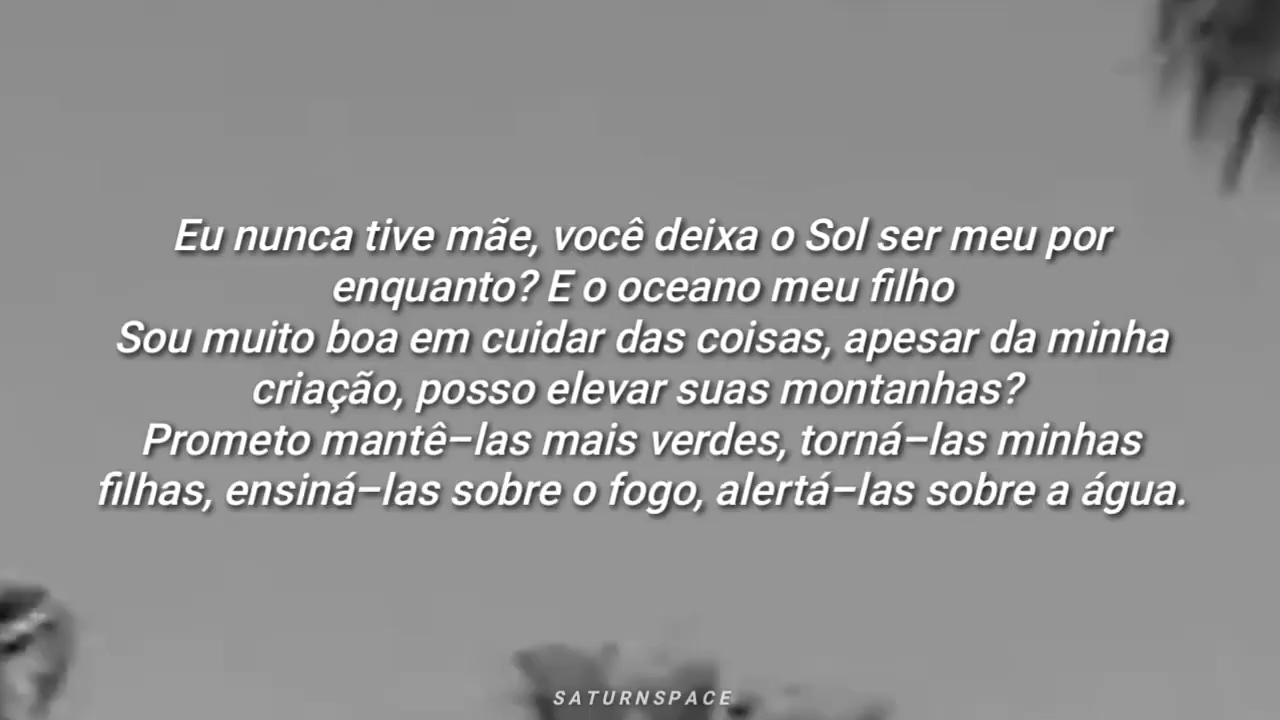 Eu nunca tive mãe, você deixa o Sol ser meu por
enquanto? E o oceano meu filho
Sou muito boa em cuidar das coisas, apesar da minha
criação, posso elevar suas montanhas?
Prometo mantê–las mais verdes, torná–las minhas
filhas, ensiná–las sobre o fogo, alertá–las sobre a água.
SATURNSPACE